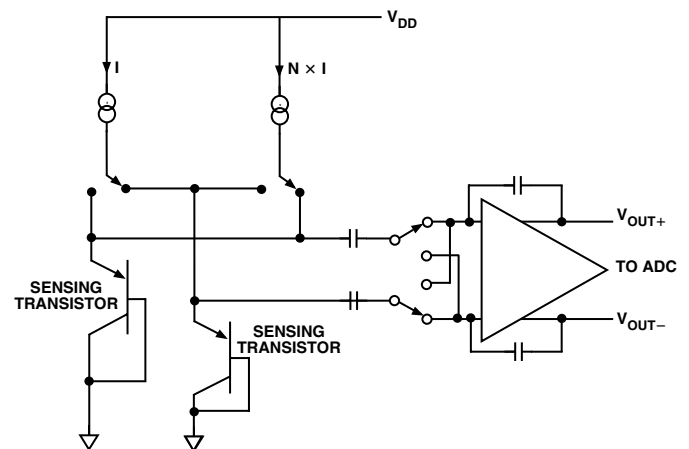 V_DD
I
N × I
V_OUT+
TO ADC
SENSING
TRANSISTOR
V_OUT–
SENSING
TRANSISTOR